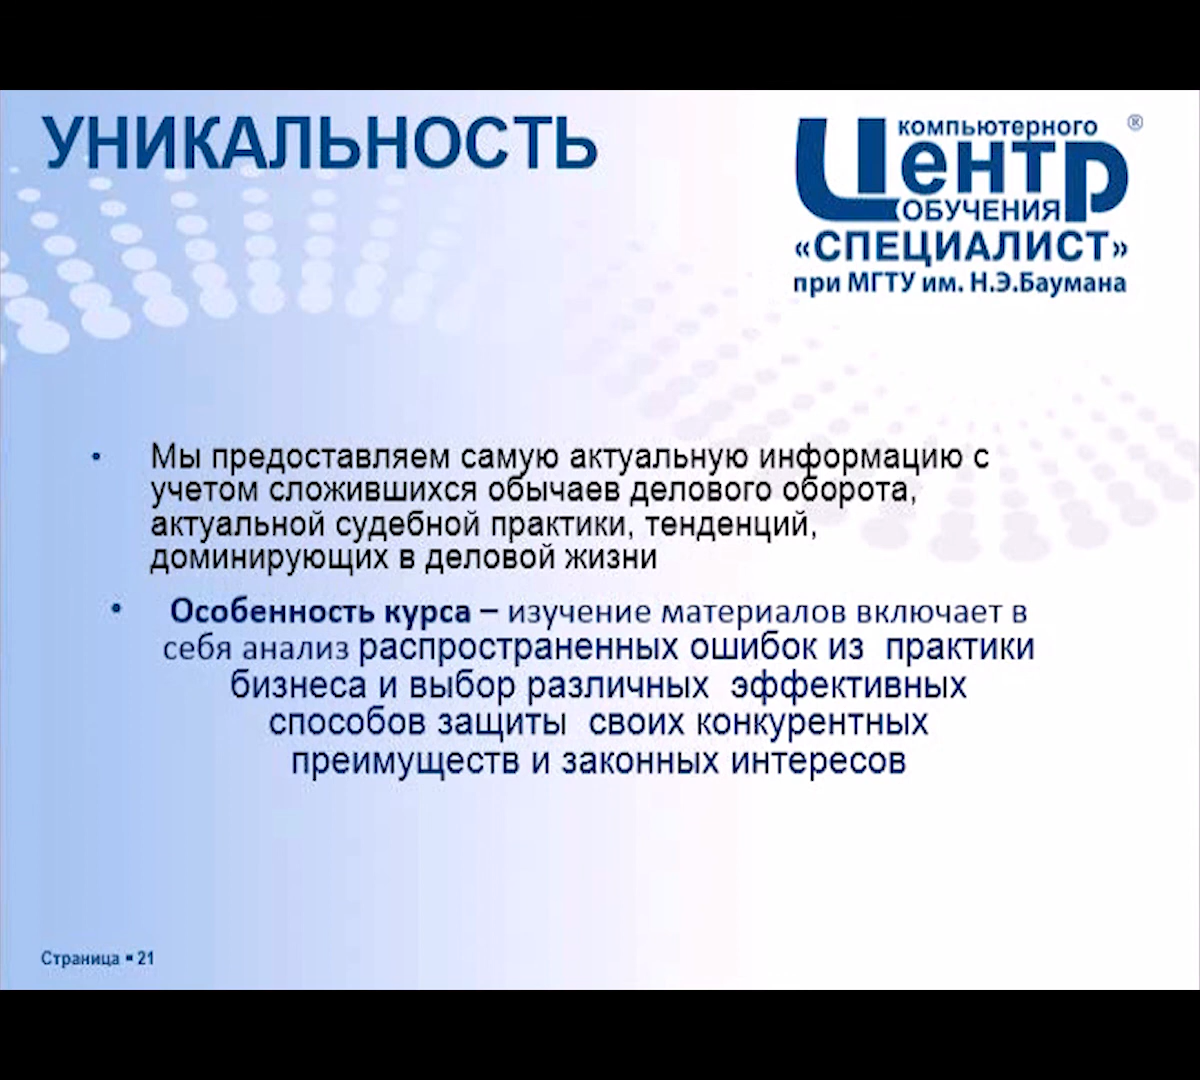 УНИКАЛЬНОСТЬ
компьютерного ®
Центр
ОБУЧЕНИЯ
«СПЕЦИАЛИСТ»
при МГТУ им. Н.Э.Баумана
• Мы предоставляем самую актуальную информацию с
учетом сложившихся обычаев делового оборота,
актуальной судебной практики, тенденций,
доминирующих в деловой жизни
• Особенность курса – изучение материалов включает в
себя анализ распространенных ошибок из практики
бизнеса и выбор различных эффективных
способов защиты своих конкурентных
преимуществ и законных интересов
Страница ▪ 21